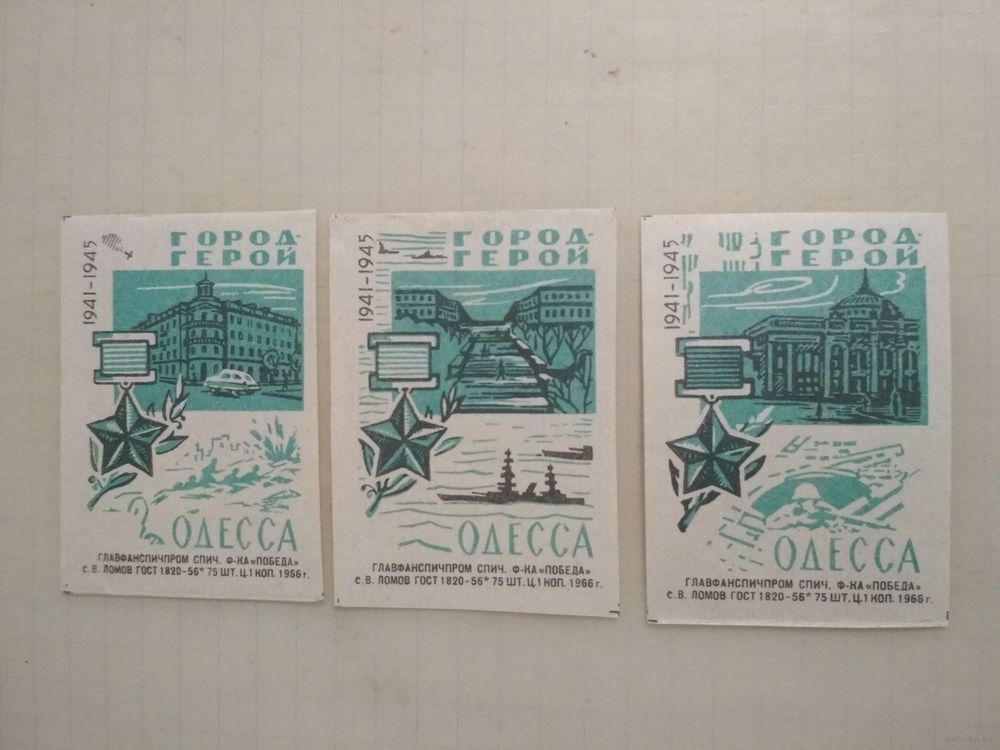 1941-1945
ГОРОД-
ГЕРОЙ
ОДЕССА
ГЛАВФАНСПИЧПРОМ СПИЧ. Ф-КА «ПОБЕДА»
с. В. ЛОМОВ ГОСТ 1820-56* 75 ШТ. Ц. 1 КОП. 1966 г.
1941-1945
ГОРОД-
ГЕРОЙ
ОДЕССА
ГЛАВФАНСПИЧПРОМ СПИЧ. Ф-КА «ПОБЕДА»
с. В. ЛОМОВ ГОСТ 1820-56* 75 ШТ. Ц. 1 КОП. 1966 г.
1941-1945
ГОРОД-
ГЕРОЙ
ОДЕССА
ГЛАВФАНСПИЧПРОМ СПИЧ. Ф-КА «ПОБЕДА»
с. В. ЛОМОВ ГОСТ 1820-56* 75 ШТ. Ц. 1 КОП. 1966 г.